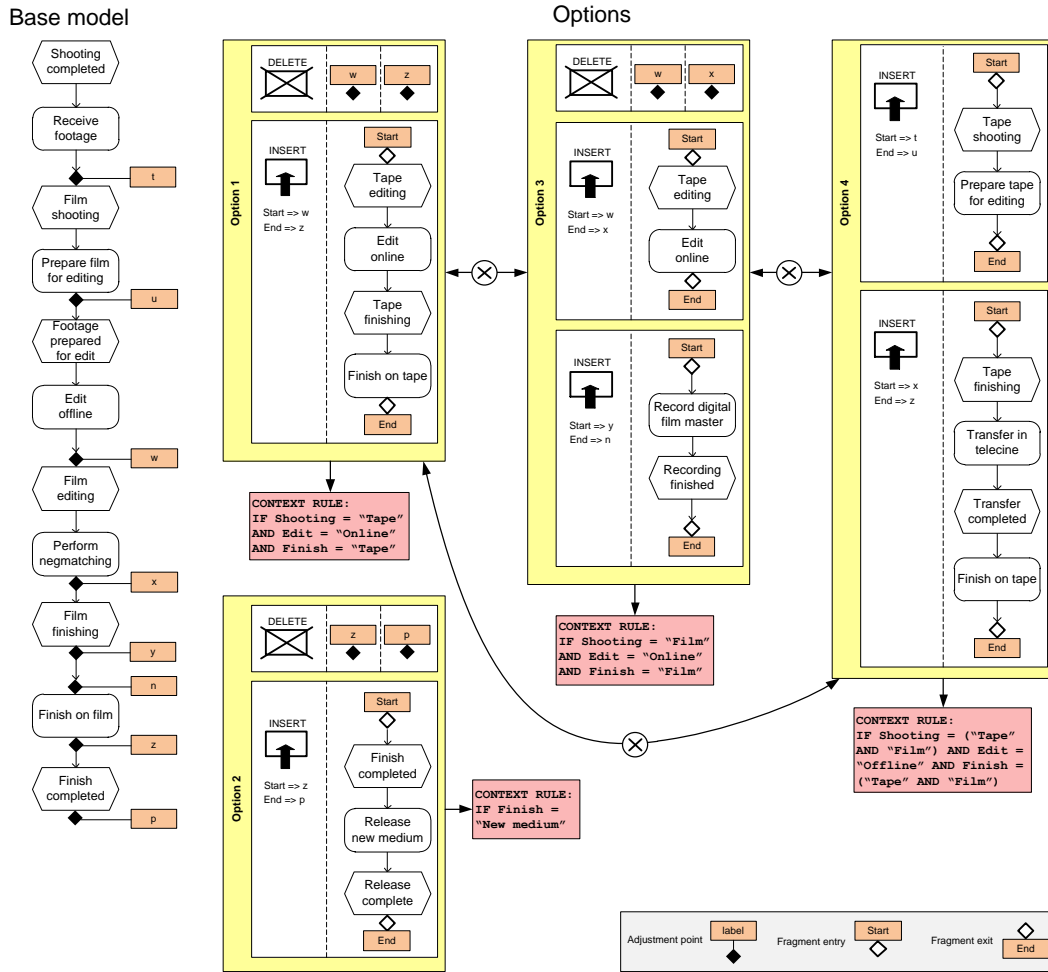 Base model
Options
Shooting
completed
Receive
footage
t
Film
shooting
Prepare film
for editing
u
Footage
prepared
for edit
Edit
offline
w
Film
editing
Perform
negmatching
x
Film
finishing
y
n
Finish on film
z
Finish
completed
p
Option 1
DELETE
w
z
INSERT
Start => w
End => z
Start
Tape
editing
Edit
online
Tape
finishing
Finish on tape
End
CONTEXT RULE:
IF Shooting = “Tape”
AND Edit = “Online”
AND Finish = “Tape”
Option 2
DELETE
z
p
INSERT
Start => z
End => p
Start
Finish
completed
Release
new medium
Release
complete
End
CONTEXT RULE:
IF Finish =
“New medium”
Option 3
DELETE
w
x
INSERT
Start => w
End => x
Start
Tape
editing
Edit
online
End
INSERT
Start => y
End => n
Start
Record digital
film master
Recording
finished
End
CONTEXT RULE:
IF Shooting = “Film”
AND Edit = “Online”
AND Finish = “Film”
Option 4
INSERT
Start => t
End => u
Start
Tape
shooting
Prepare tape
for editing
End
INSERT
Start => x
End => z
Start
Tape
finishing
Transfer in
telecine
Transfer
completed
Finish on tape
End
CONTEXT RULE:
IF Shooting = (“Tape”
AND “Film”) AND Edit =
“Offline” AND Finish =
(“Tape” AND “Film”)
Adjustment point
label
Fragment entry
Start
Fragment exit
End